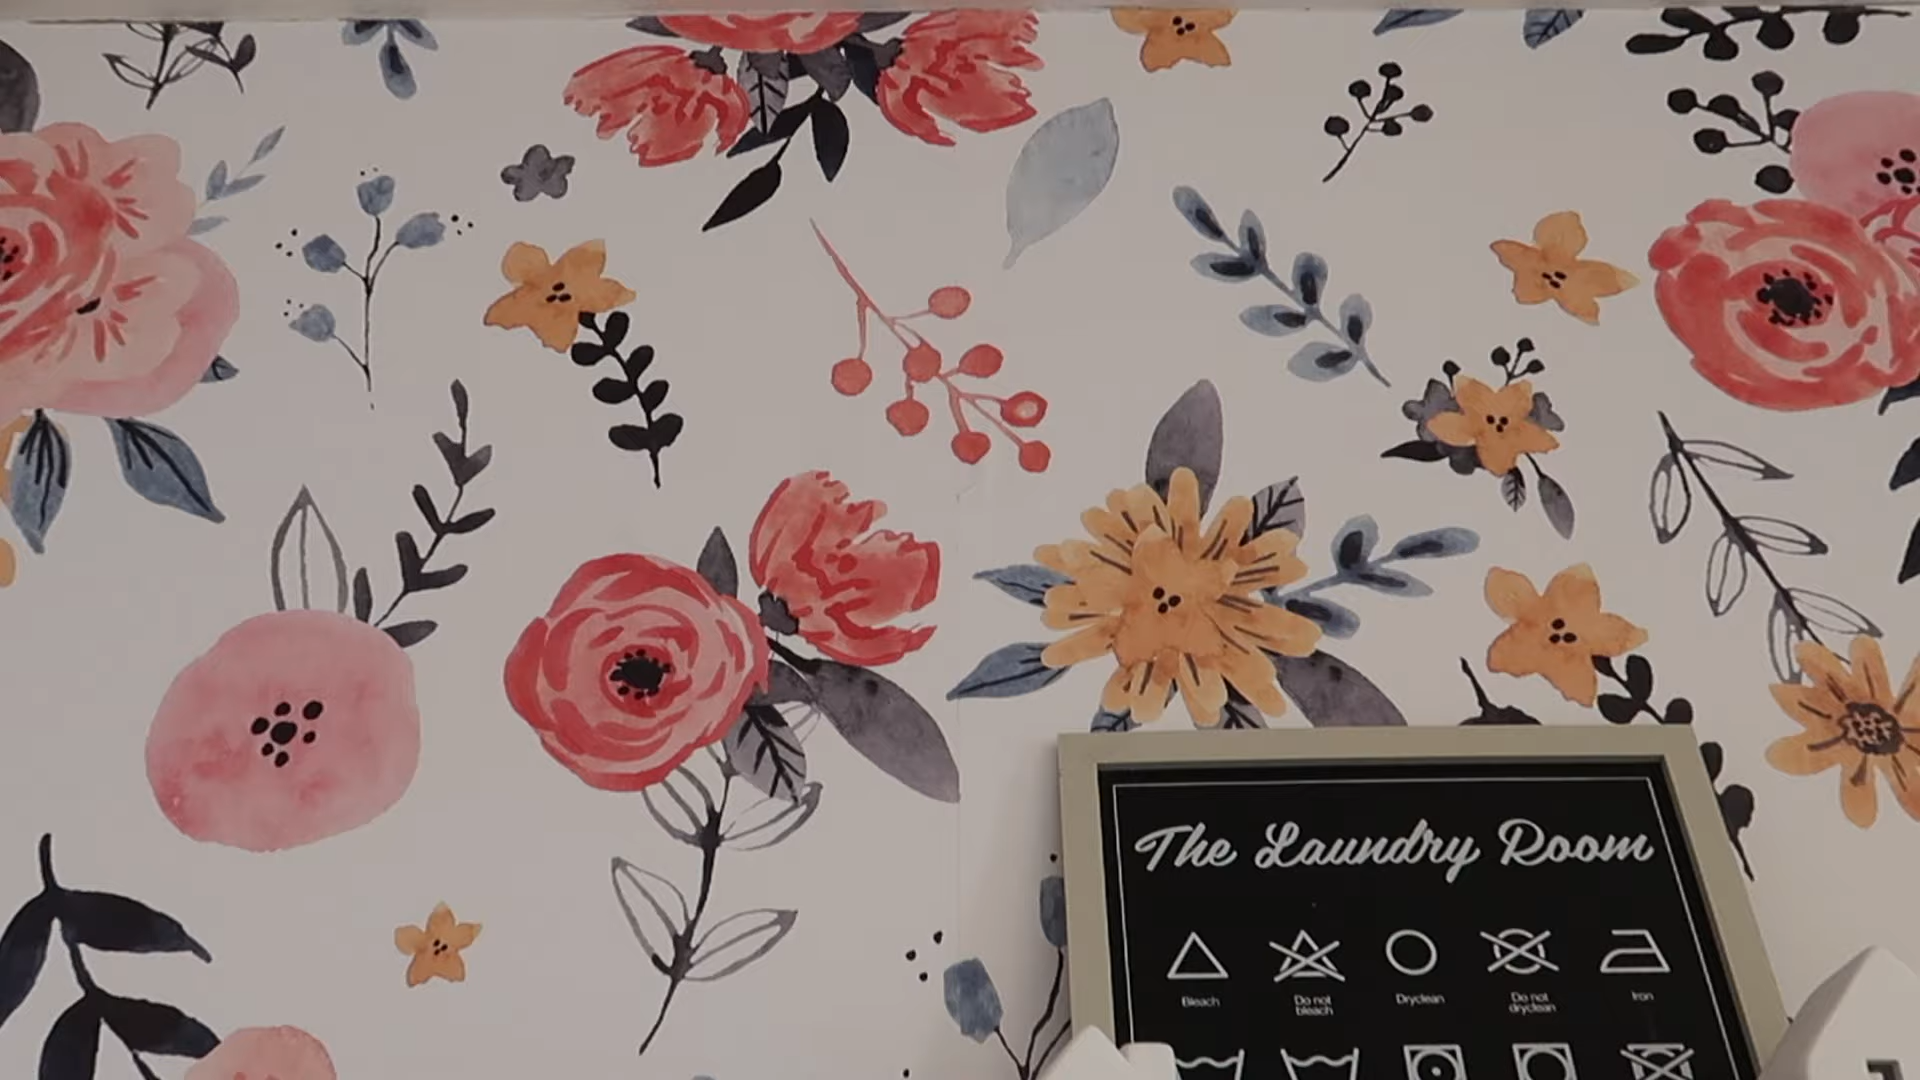 The Laundry Room
Bleach
Do not
bleach
Dryclean
Do not
dryclean
Iron